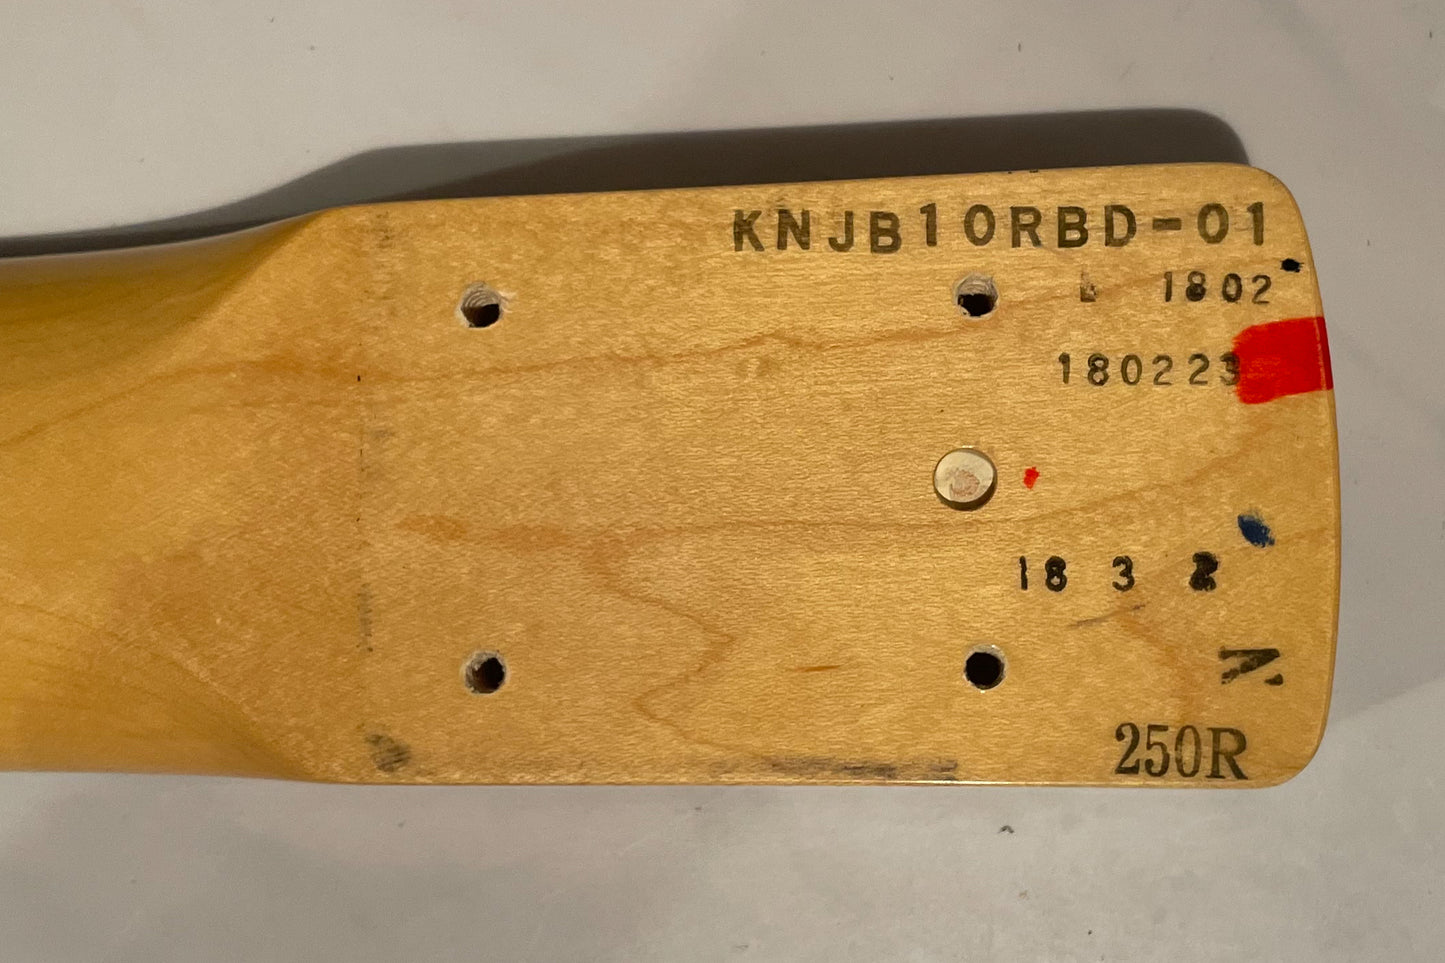 KNJB10RBD-01
L 1802
180223
18 3 2
N
250R